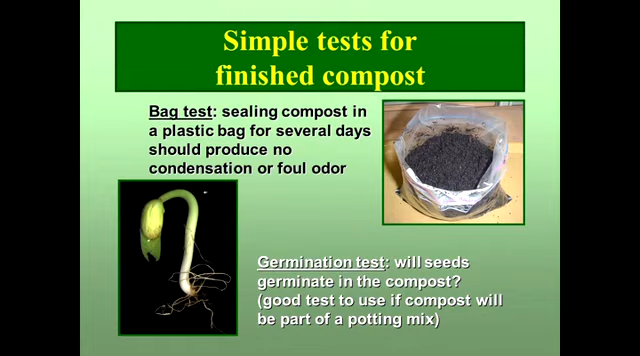 Simple tests for
finished compost
Bag test: sealing compost in
a plastic bag for several days
should produce no
condensation or foul odor
Germination test: will seeds
germinate in the compost?
(good test to use if compost will
be part of a potting mix)